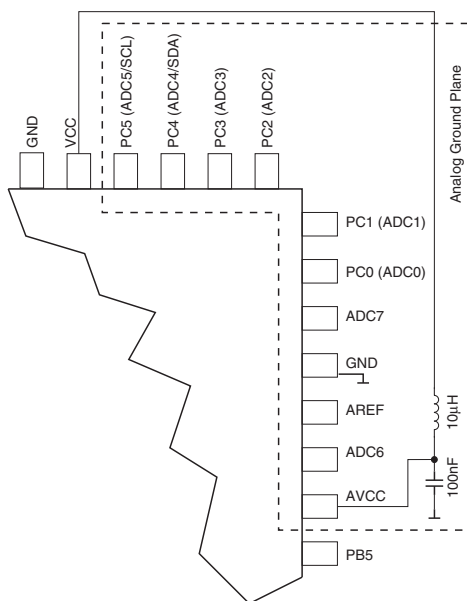 GND
VCC
PC5 (ADC5/SCL)
PC4 (ADC4/SDA)
PC3 (ADC3)
PC2 (ADC2)
Analog Ground Plane
PC1 (ADC1)
PC0 (ADC0)
ADC7
GND
AREF
ADC6
AVCC
PB5
10μH
100nF